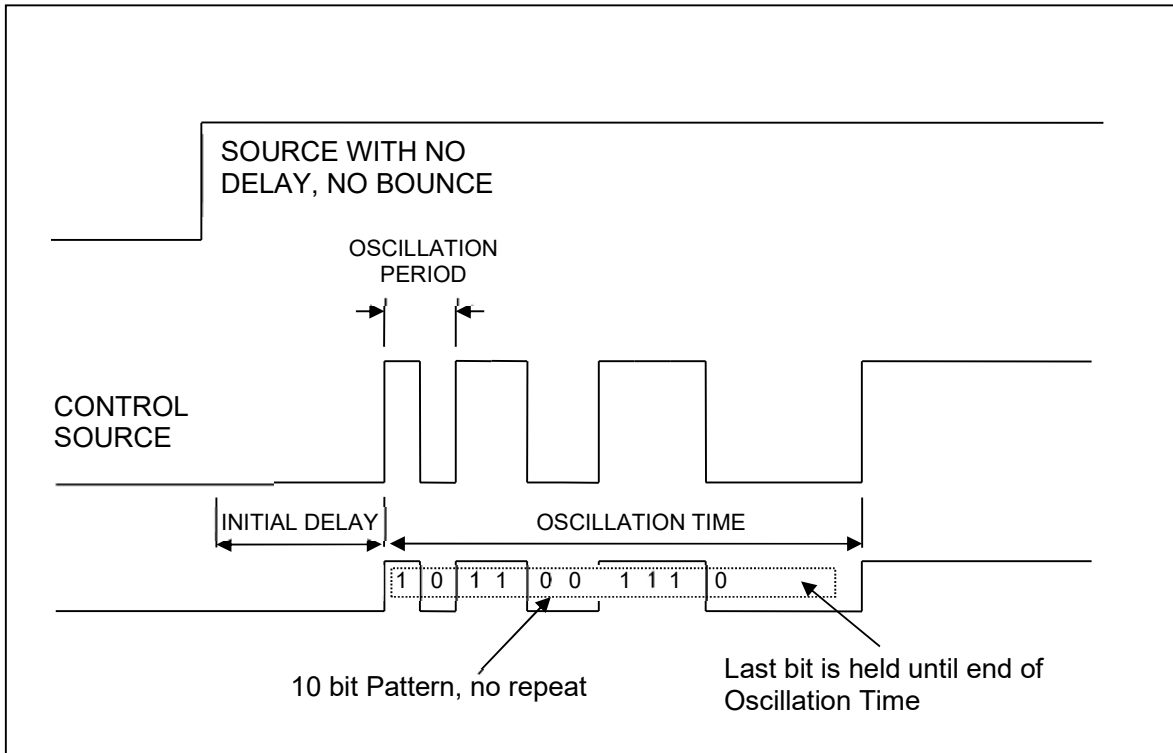 SOURCE WITH NO
DELAY, NO BOUNCE
OSCILLATION
PERIOD
CONTROL
SOURCE
INITIAL DELAY
OSCILLATION TIME
1 0 1 1 0 0 1 1 1 0
10 bit Pattern, no repeat
Last bit is held until end of
Oscillation Time